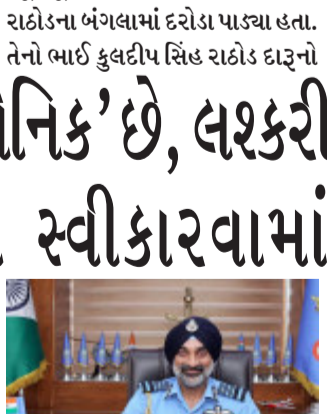 રાઠોડના બંગલામાં દરોડા પાડ્યા હતા.
તેનો ભાઈ કુલદીપ સિંહ રાઠોડ દારૂનો
છે, લશ્કરી
સ્વીકારવામાં